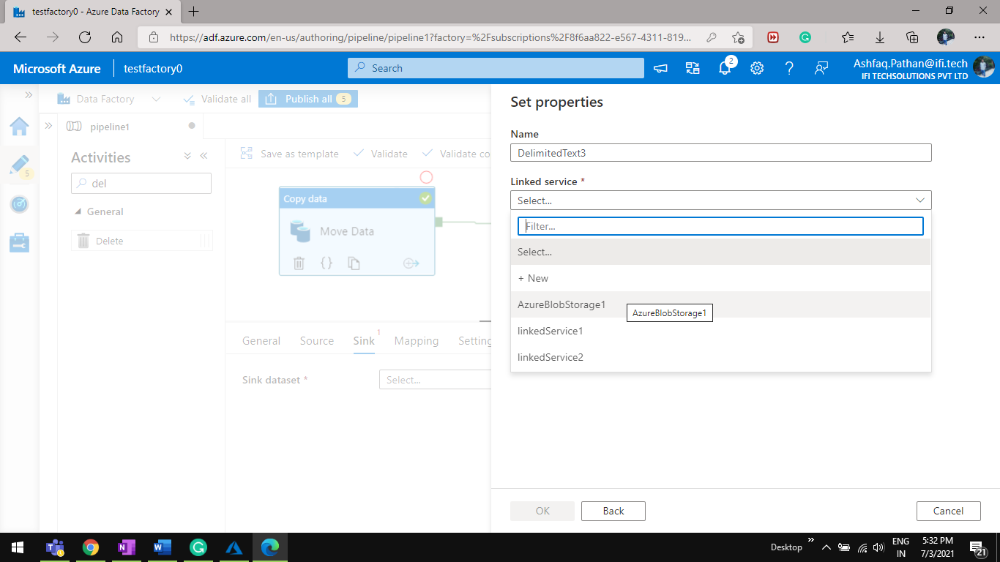 testfactory0 - Azure Data Factory
https://adf.azure.com/en-us/authoring/pipeline/pipeline1?factory=%2Fsubscriptions%2F8f6aa822-e567-4311-819...
Microsoft Azure
testfactory0
Search
2
Ashfaq.Pathan@ifi.tech
IFI TECHSOLUTIONS PVT LTD
Data Factory
Validate all
Publish all
5
pipeline1
5
Activities
del
General
Delete
Save as template
Validate
Validate co
Copy data
Move Data
General
Source
Sink
1
Mapping
Setting
Sink dataset *
Select...
Set properties
Name
DelimitedText3
Linked service *
Select...
Filter...
Select...
+ New
AzureBlobStorage1
AzureBlobStorage1
linkedService1
linkedService2
OK
Back
Cancel
Desktop
ENG
IN
5:32 PM
7/3/2021
21